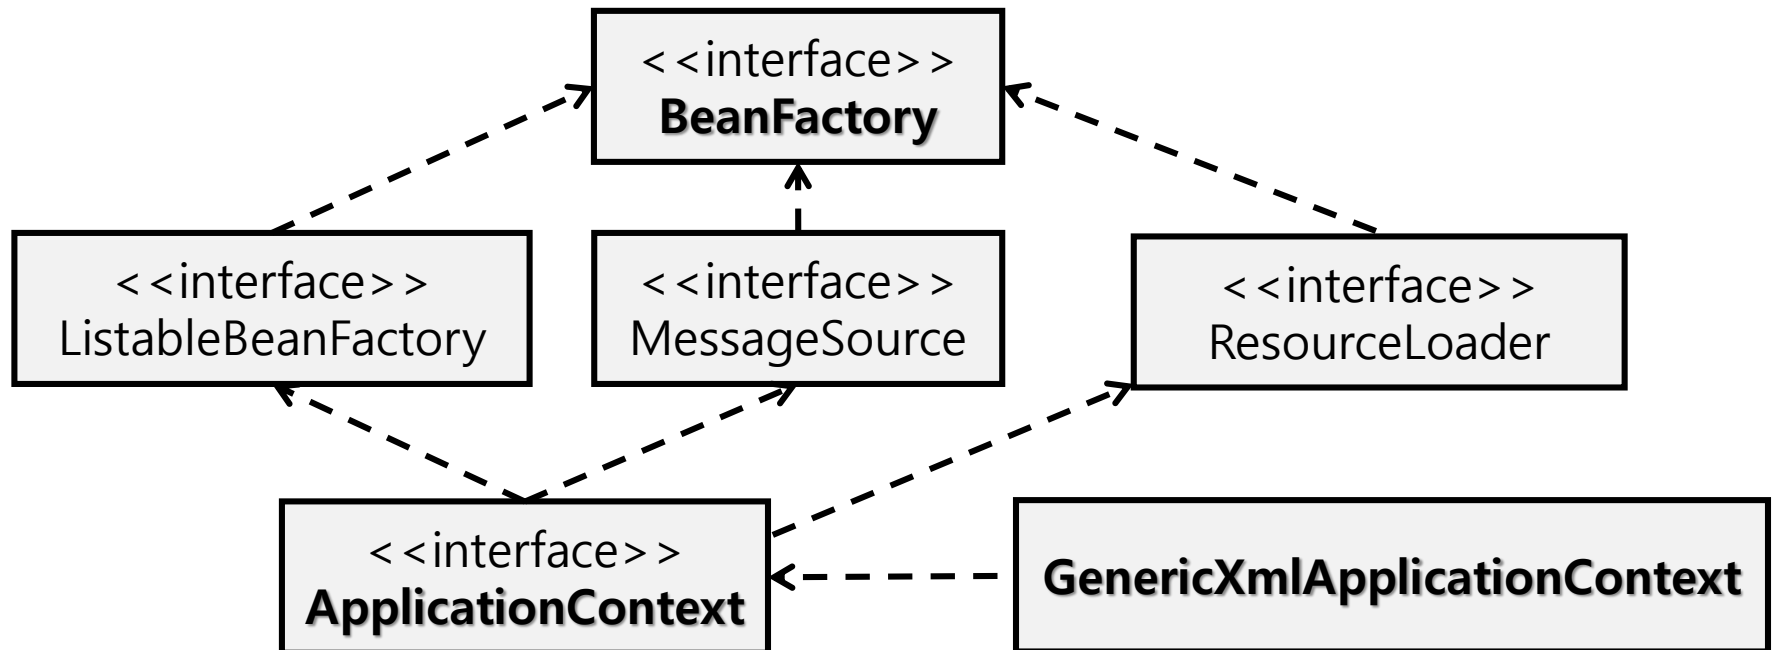 <<interface>>
BeanFactory
<<interface>>
ListableBeanFactory
<<interface>>
MessageSource
<<interface>>
ResourceLoader
<<interface>>
ApplicationContext
GenericXmlApplicationContext